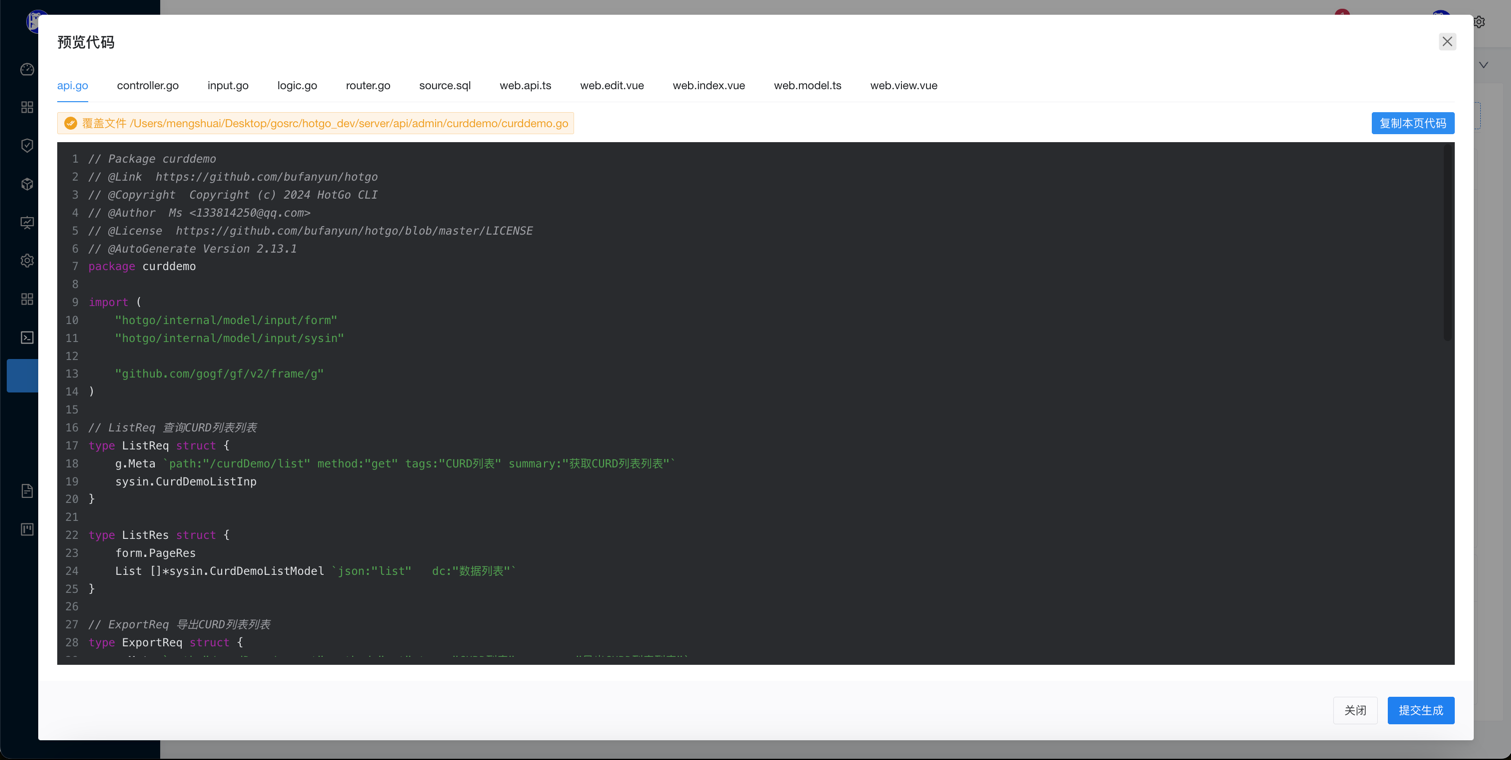 预览代码
api.go controller.go input.go logic.go router.go source.sql web.api.ts web.edit.vue web.index.vue web.model.ts web.view.vue
覆盖文件 /Users/mengshuai/Desktop/gosrc/hotgo_dev/server/api/admin/curddemo/curddemo.go 复制本页代码
1 // Package curddemo
2 // @Link  https://github.com/bufanyun/hotgo
3 // @Copyright  Copyright (c) 2024 HotGo CLI
4 // @Author  Ms <133814250@qq.com>
5 // @License  https://github.com/bufanyun/hotgo/blob/master/LICENSE
6 // @AutoGenerate Version 2.13.1
7 package curddemo
8
9 import (
10     "hotgo/internal/model/input/form"
11     "hotgo/internal/model/input/sysin"
12
13     "github.com/gogf/gf/v2/frame/g"
14 )
15
16 // ListReq 查询CURD列表列表
17 type ListReq struct {
18     g.Meta `path:"/curdDemo/list" method:"get" tags:"CURD列表" summary:"获取CURD列表列表"`
19     sysin.CurdDemoListInp
20 }
21
22 type ListRes struct {
23     form.PageRes
24     List []*sysin.CurdDemoListModel `json:"list"   dc:"数据列表"`
25 }
26
27 // ExportReq 导出CURD列表列表
28 type ExportReq struct {
关闭 提交生成